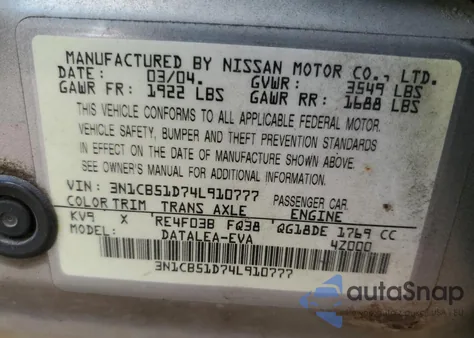 MANUFACTURED BY NISSAN MOTOR CO., LTD.
DATE: 03/04. GVWR: 3549 LBS
GAWR FR: 1922 LBS GAWR RR: 1688 LBS
THIS VEHICLE CONFORMS TO ALL APPLICABLE FEDERAL MOTOR
VEHICLE SAFETY, BUMPER AND THEFT PREVENTION STANDARDS
IN EFFECT ON THE DATE OF MANUFACTURE SHOWN ABOVE.
SEE OWNER'S MANUAL FOR ADDITIONAL INFORMATION.
VIN: 3N1CB51D74L910777 PASSENGER CAR.
COLOR TRIM TRANS AXLE ENGINE
KV9 X RE4F03B FQ38 QG18DE 1769 CC
MODEL: DATALEA-EVA 4Z000
3N1CB51D74L910777
autoSnap